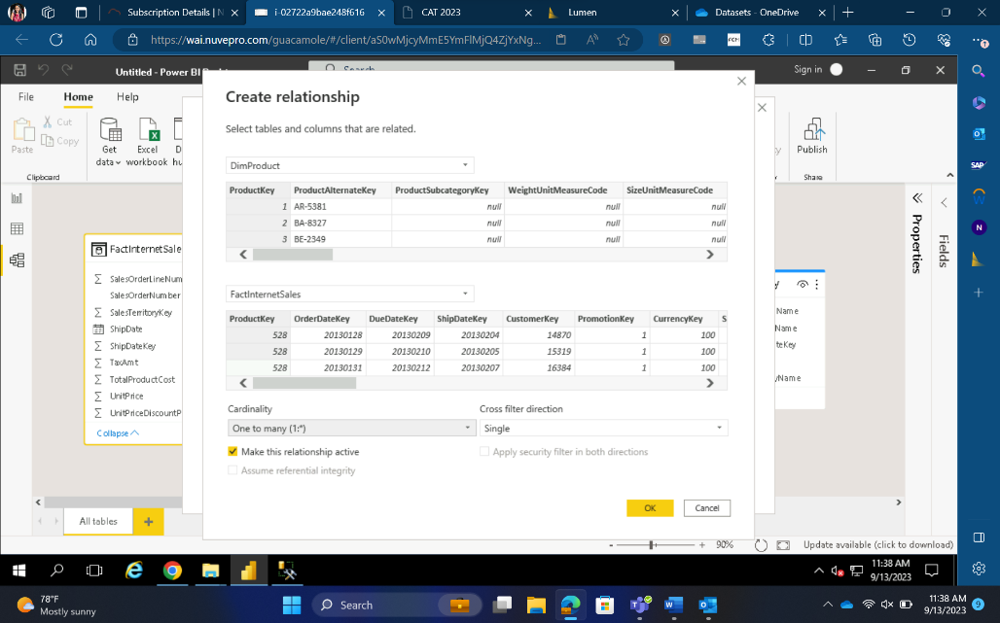 Subscription Details | N
i-02722a9bae248f616
CAT 2023
Lumen
Datasets - OneDrive
https://wai.nuvepro.com/guacamole/#/client/aS0wMjcyMmE5YmFlMjQ4ZjYxNg...
Untitled - Power BI
Search
Sign in
File
Home
Help
Paste
Cut
Copy
Clipboard
Get data
Excel workbook
Publish
Share
Create relationship
Select tables and columns that are related.
DimProduct
ProductKey ProductAlternateKey ProductSubcategoryKey WeightUnitMeasureCode SizeUnitMeasureCode
1 AR-5381 null null null
2 BA-8327 null null null
3 BE-2349 null null null
FactInternetSales
ProductKey OrderDateKey DueDateKey ShipDateKey CustomerKey PromotionKey CurrencyKey S
528 20130128 20130209 20130204 14870 1 100
528 20130129 20130210 20130205 15319 1 100
528 20130131 20130212 20130207 16384 1 100
Cardinality
One to many (1:*)
Cross filter direction
Single
Make this relationship active
Apply security filter in both directions
Assume referential integrity
OK
Cancel
FactInternetSale
SalesOrderLineNum
SalesOrderNumber
SalesTerritoryKey
ShipDate
ShipDateKey
TaxAmt
TotalProductCost
UnitPrice
UnitPriceDiscountP
Collapse
Name
Name
teKey
yName
Properties
Fields
All tables
90%
Update available (click to download)
11:38 AM
9/13/2023
78°F
Mostly sunny
Search
11:38 AM
9/13/2023